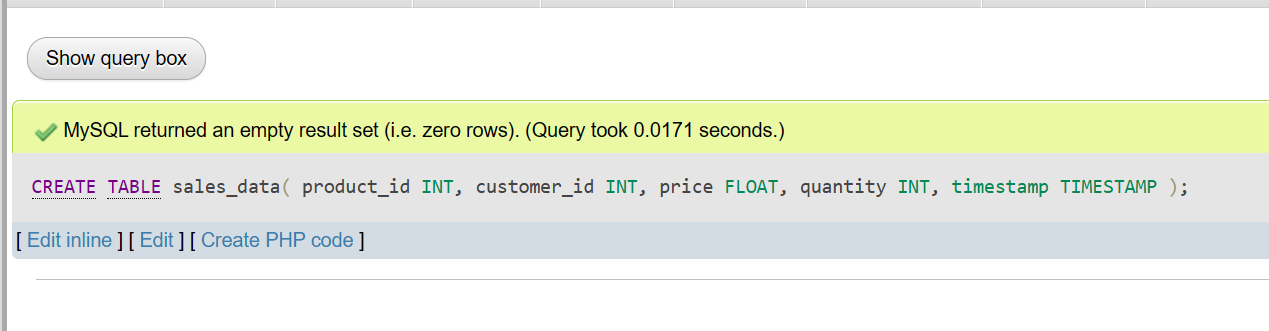 Show query box
MySQL returned an empty result set (i.e. zero rows). (Query took 0.0171 seconds.)
CREATE TABLE sales_data( product_id INT, customer_id INT, price FLOAT, quantity INT, timestamp TIMESTAMP );
[ Edit inline ] [ Edit ] [ Create PHP code ]